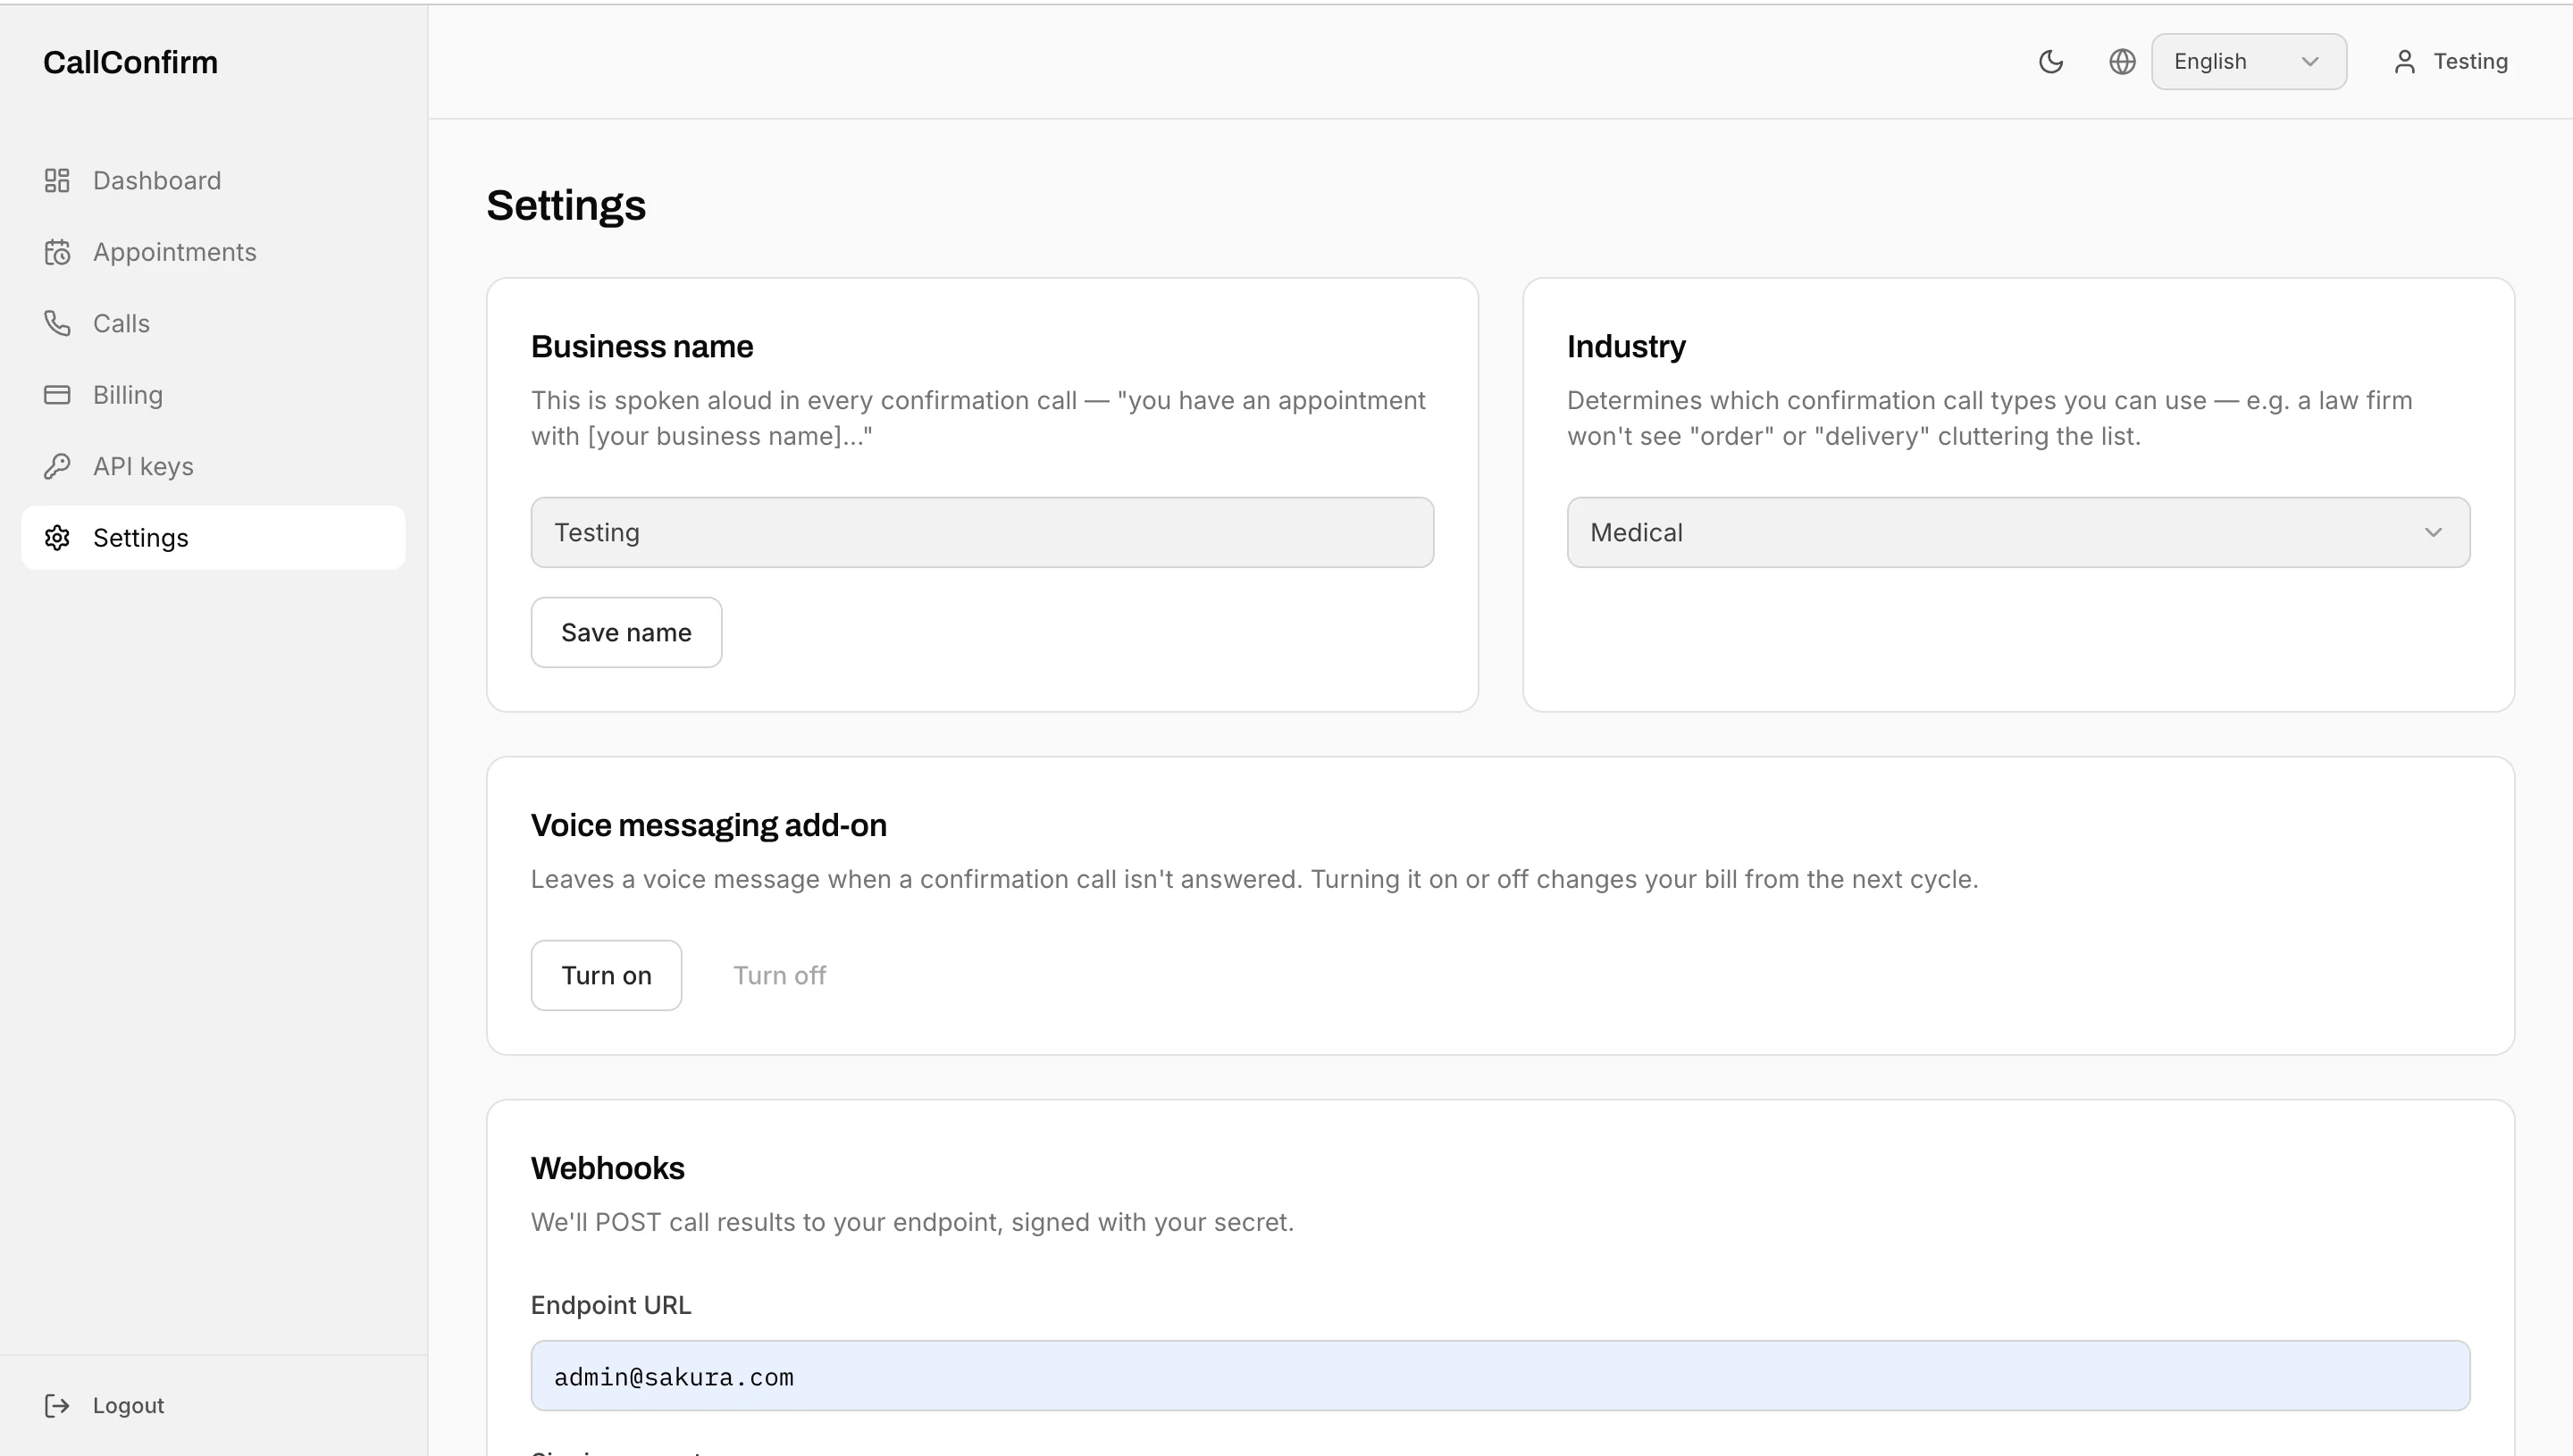 CallConfirm
English
Testing
Dashboard
Appointments
Calls
Billing
API keys
Settings
Logout
Settings
Business name
This is spoken aloud in every confirmation call — "you have an appointment
with [your business name]..."
Testing
Save name
Industry
Determines which confirmation call types you can use — e.g. a law firm
won't see "order" or "delivery" cluttering the list.
Medical
Voice messaging add-on
Leaves a voice message when a confirmation call isn't answered. Turning it on or off changes your bill from the next cycle.
Turn on
Turn off
Webhooks
We'll POST call results to your endpoint, signed with your secret.
Endpoint URL
admin@sakura.com